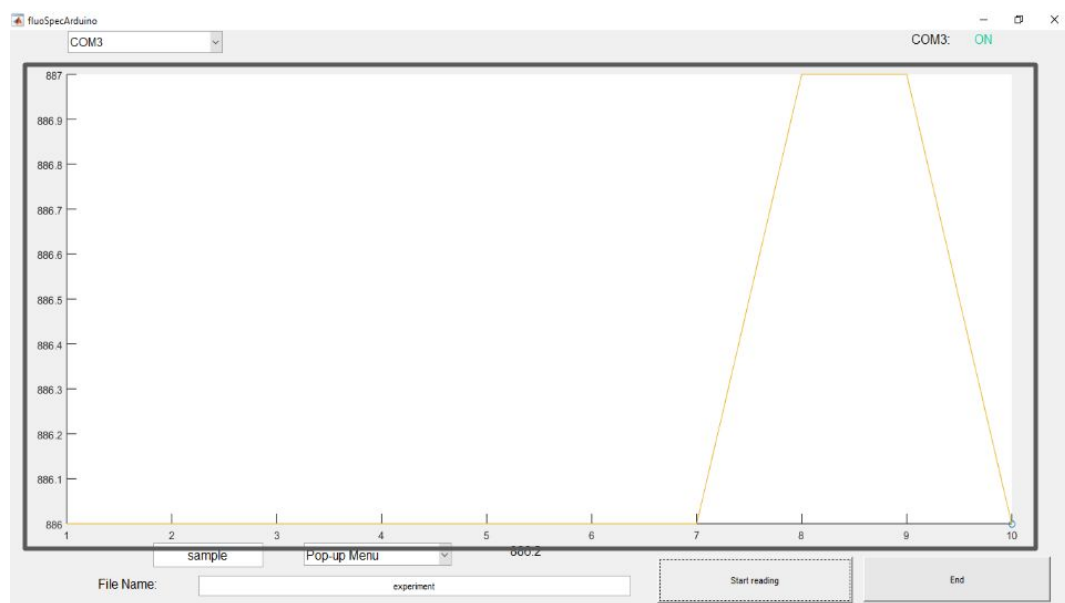 fluoSpecArduino
COM3
COM3: ON
887
886.9
886.8
886.7
886.6
886.5
886.4
886.3
886.2
886.1
886
1 2 3 4 5 6 7 8 9 10
sample Pop-up Menu 886.2
File Name: experiment Start reading End